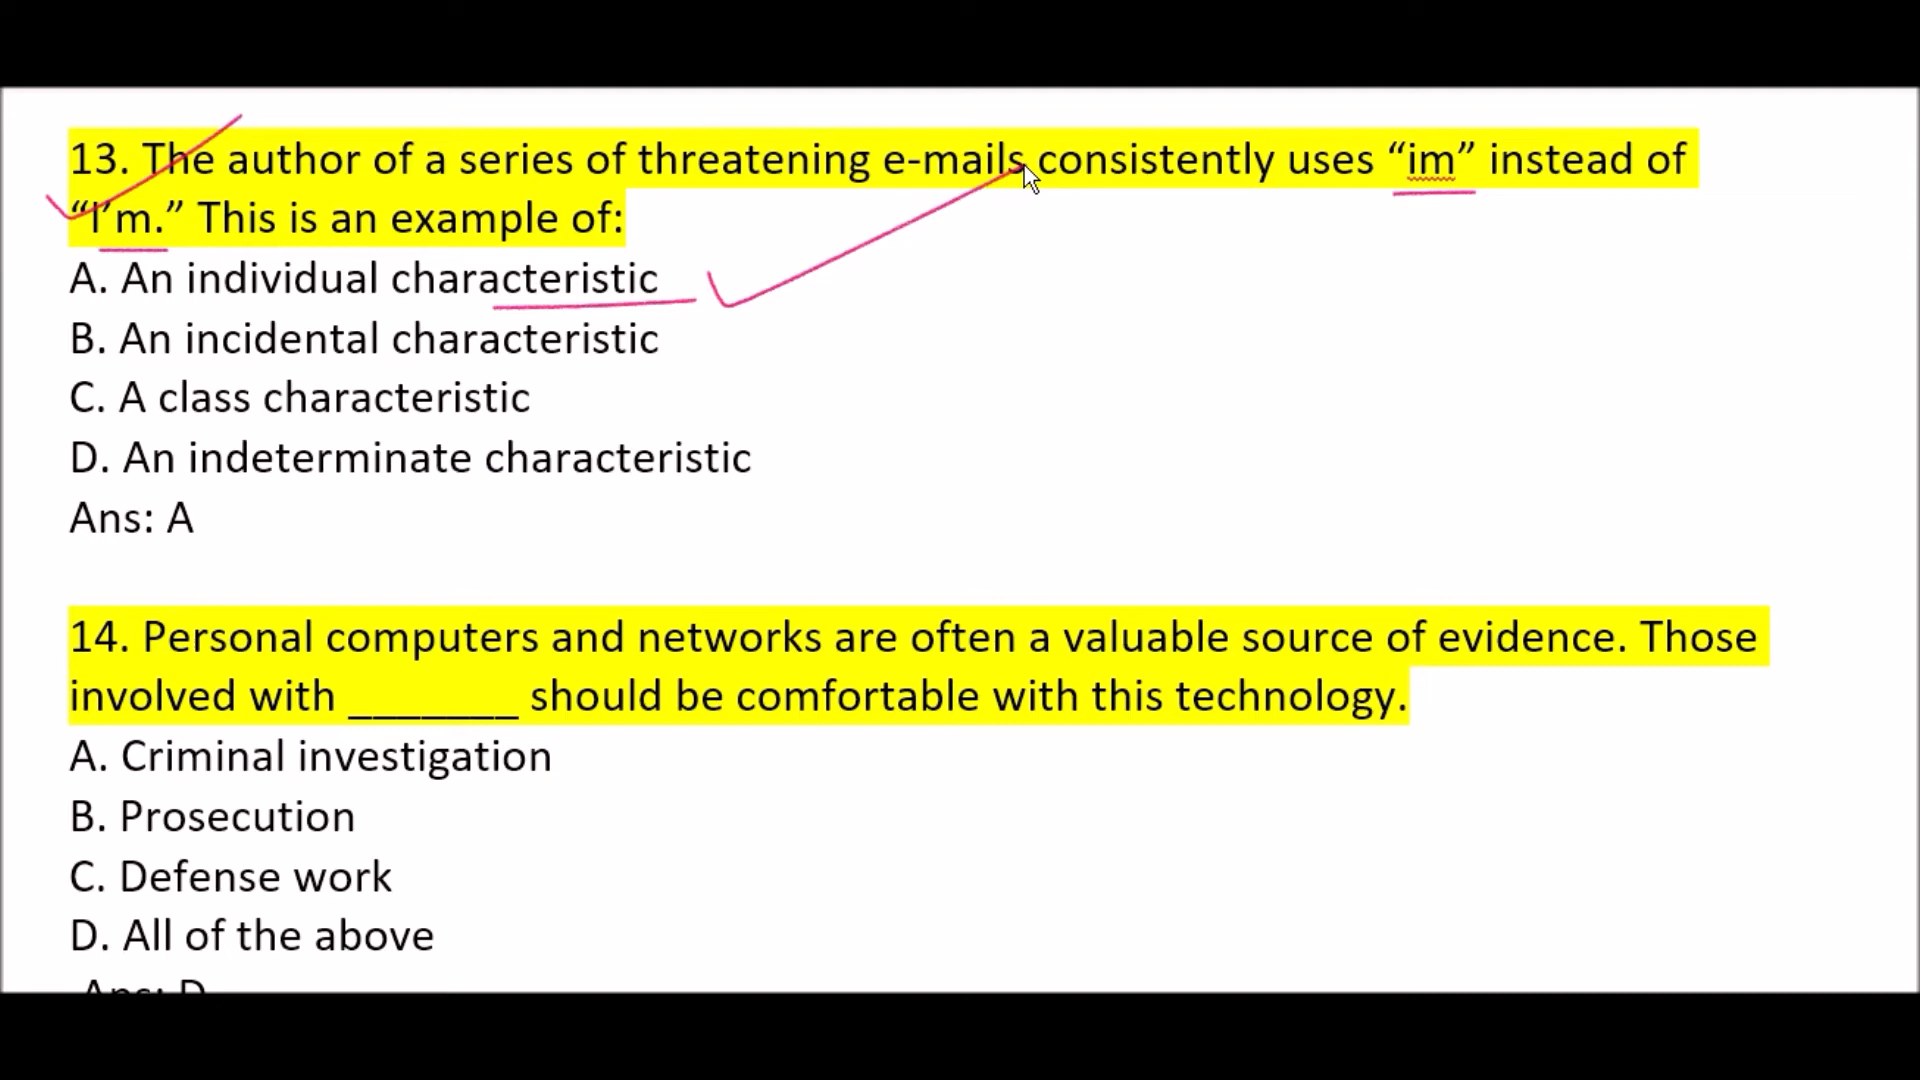 13. The author of a series of threatening e-mails consistently uses “im” instead of
“I’m.” This is an example of:
A. An individual characteristic
B. An incidental characteristic
C. A class characteristic
D. An indeterminate characteristic
Ans: A
14. Personal computers and networks are often a valuable source of evidence. Those
involved with _______ should be comfortable with this technology.
A. Criminal investigation
B. Prosecution
C. Defense work
D. All of the above
Ans: D